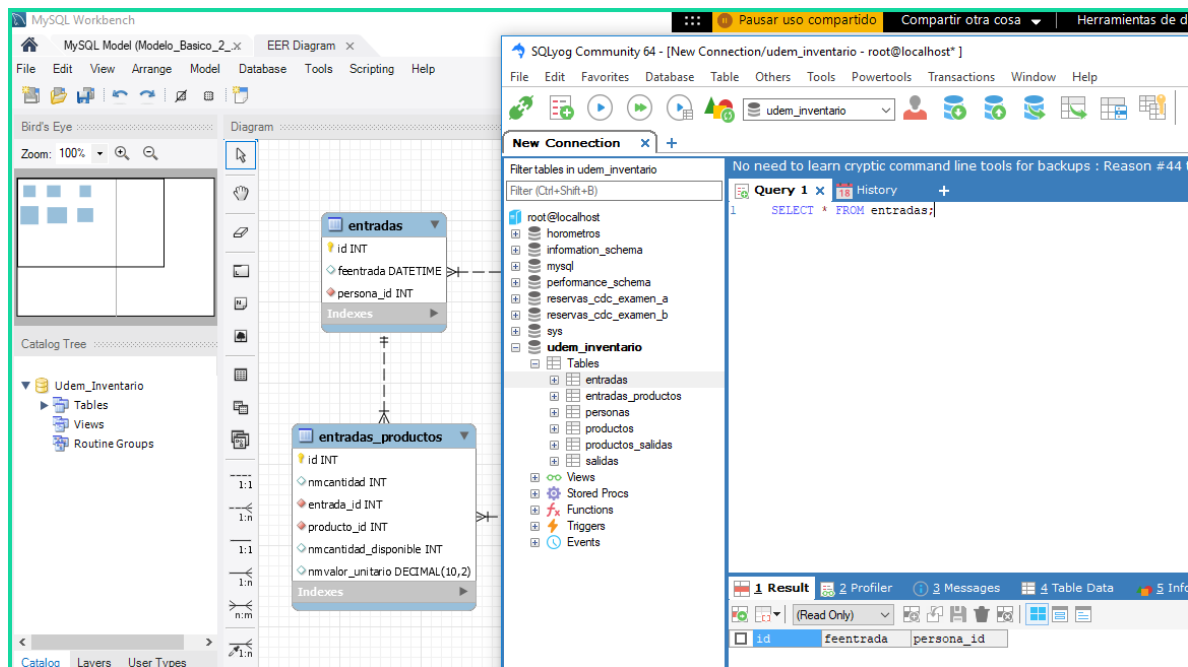 MySQL Workbench
MySQL Model (Modelo_Basico_2_ ×
EER Diagram ×
File Edit View Arrange Model Database Tools Scripting Help
Bird's Eye
Zoom: 100%
Diagram
entradas
id INT
feentrada DATETIME
persona_id INT
Indexes
entradas_productos
id INT
nmcantidad INT
entrada_id INT
producto_id INT
nmcantidad_disponible INT
nmvalor_unitario DECIMAL(10,2)
Indexes
1:1
1:n
1:1
1:n
n:m
1:n
Catalog Tree
Udem_Inventario
Tables
Views
Routine Groups
Catalog Layers User Types
Pausar uso compartido
Compartir otra cosa
Herramientas de d
SQLyog Community 64 - [New Connection/udem_inventario - root@localhost* ]
File Edit Favorites Database Table Others Tools Powertools Transactions Window Help
udem_inventario
New Connection × +
Filter tables in udem_inventario
Filter (Ctrl+Shift+B)
root@localhost
horometros
information_schema
mysql
performance_schema
reservas_cdc_examen_a
reservas_cdc_examen_b
sys
udem_inventario
Tables
entradas
entradas_productos
personas
productos
productos_salidas
salidas
Views
Stored Procs
Functions
Triggers
Events
No need to learn cryptic command line tools for backups : Reason #44
Query 1 ×
18 History +
1 SELECT * FROM entradas;
1 Result
2 Profiler
3 Messages
4 Table Data
5 Info
(Read Only)
id feentrada persona_id